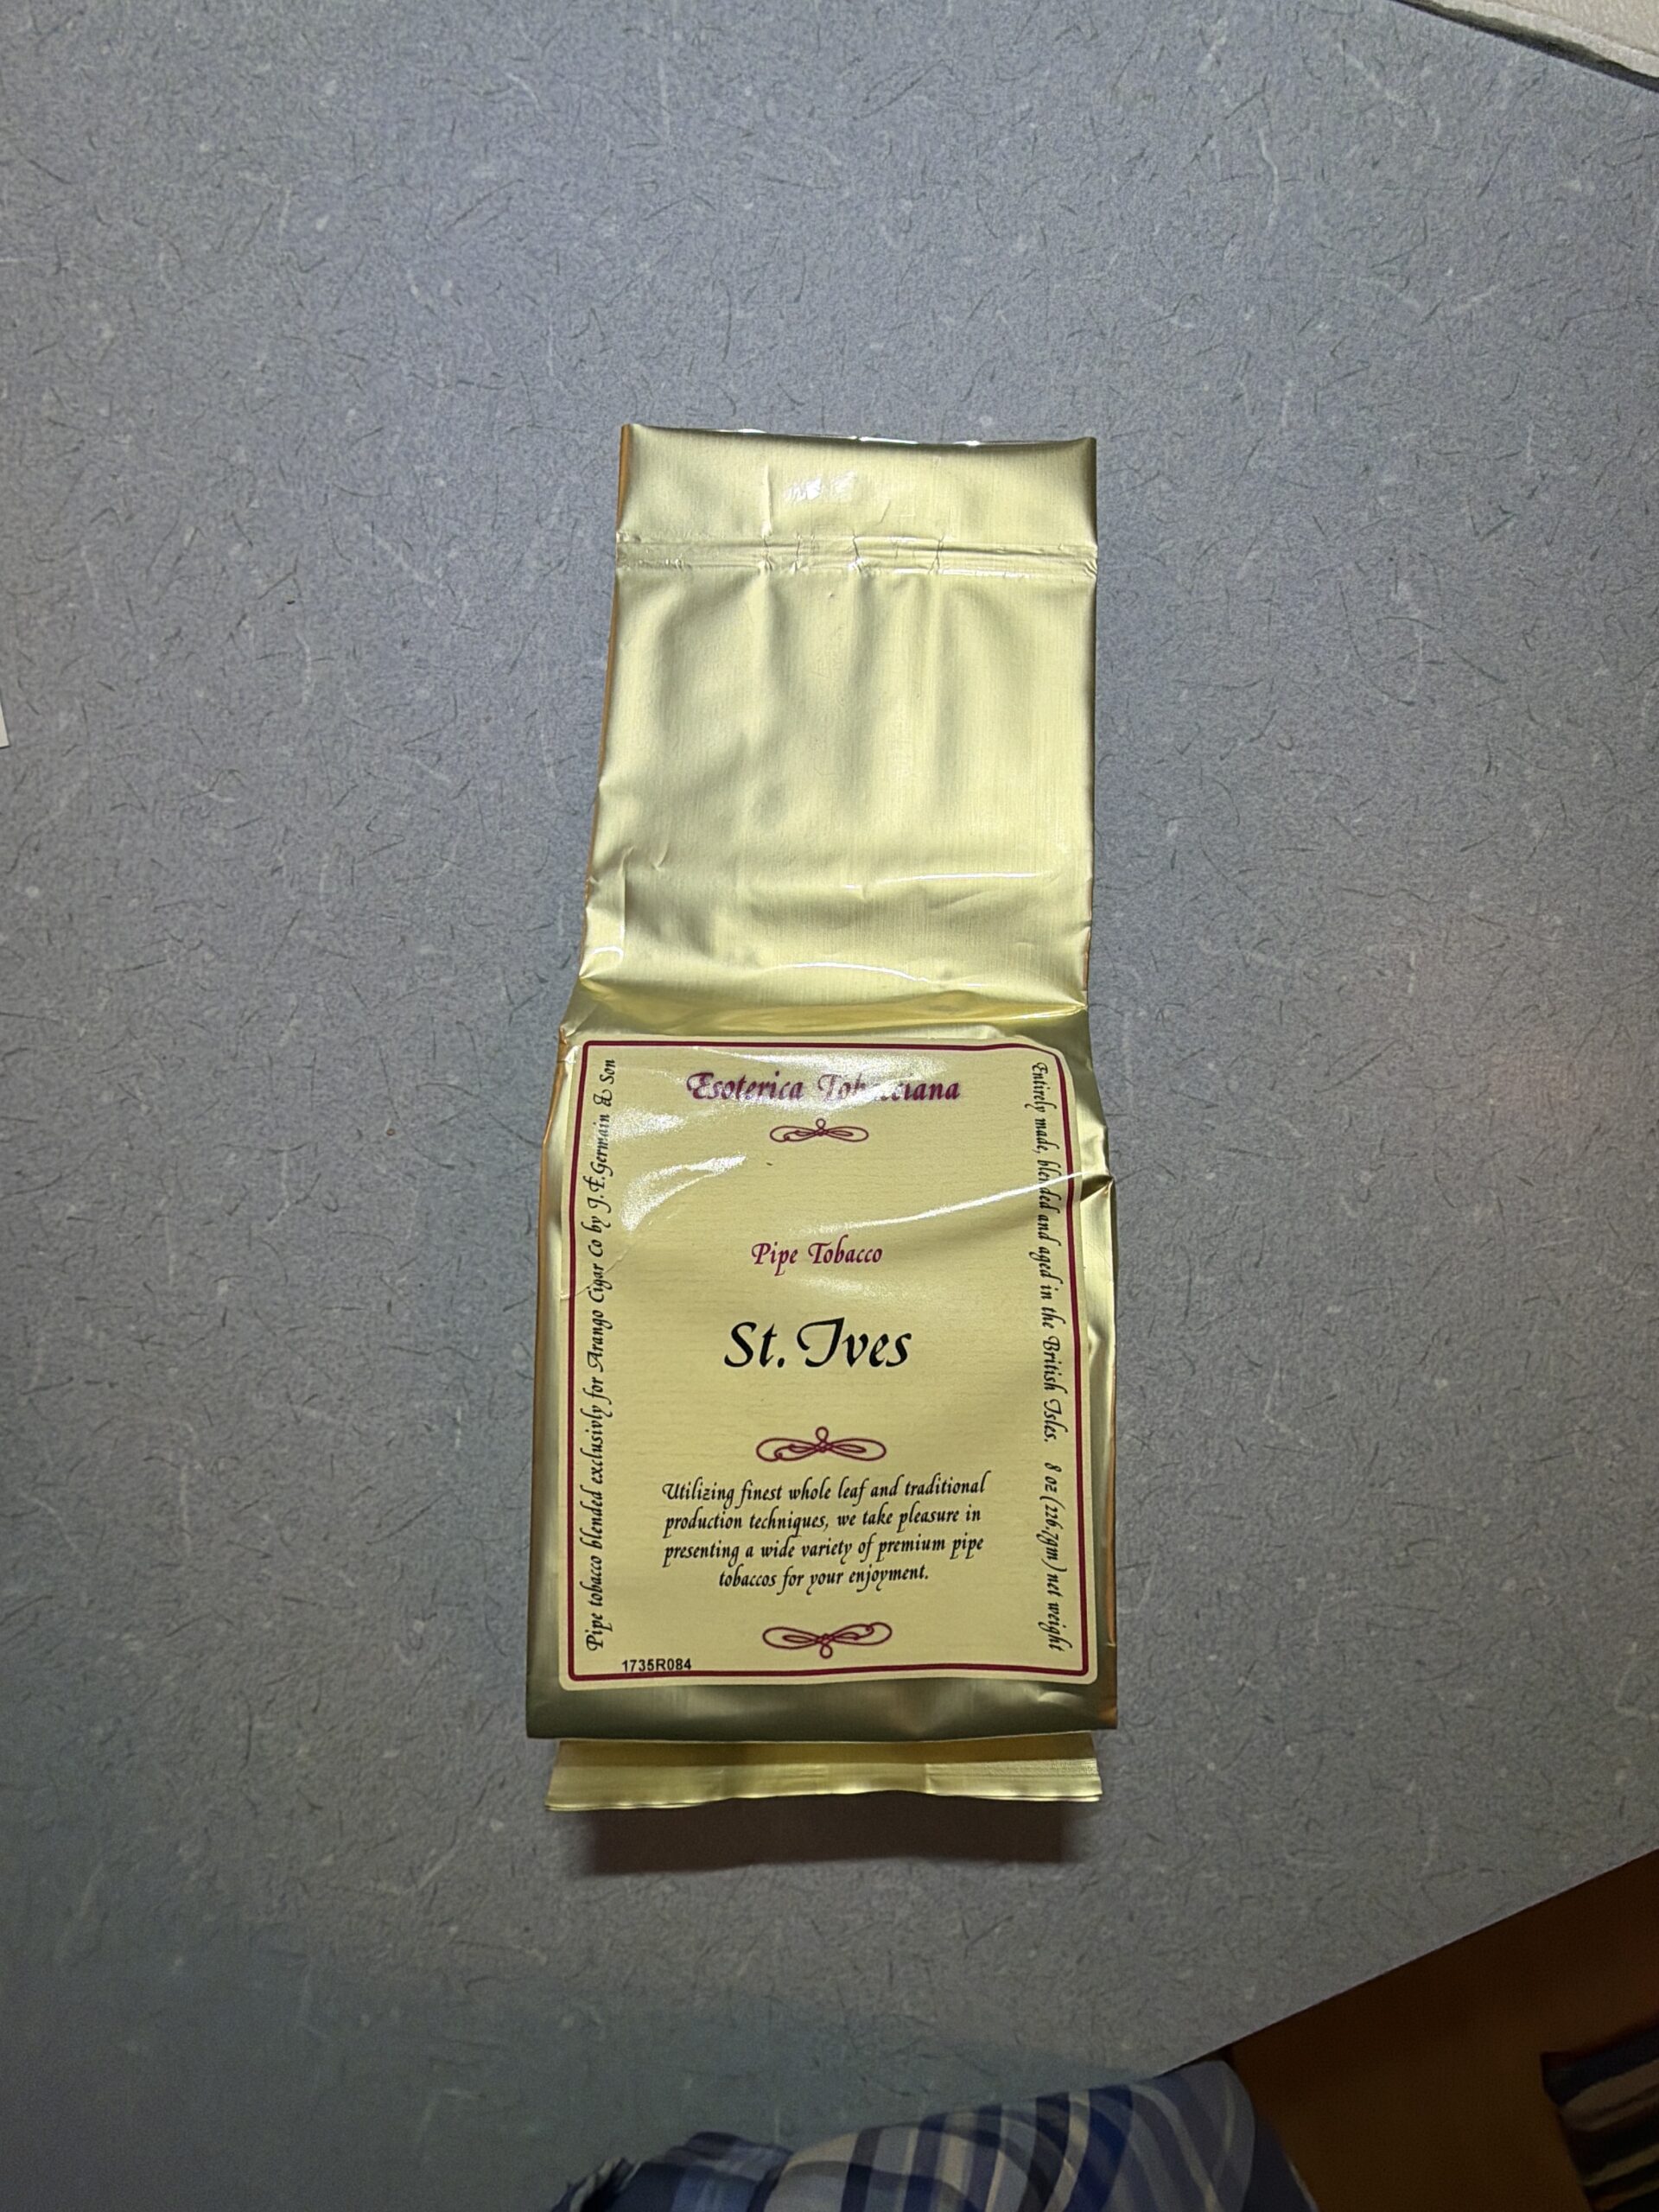 Esoterica Tobacciana
Pipe Tobacco
St. Ives
Utilizing finest whole leaf and traditional
production techniques, we take pleasure in
presenting a wide variety of premium pipe
tobaccos for your enjoyment.
1735R084
Pipe tobacco blended exclusivly for Arango Cigar Co by J.F.Germain & Son
Entirely made, blended and aged in the British Isles. 8 oz (226,7gm) net weight